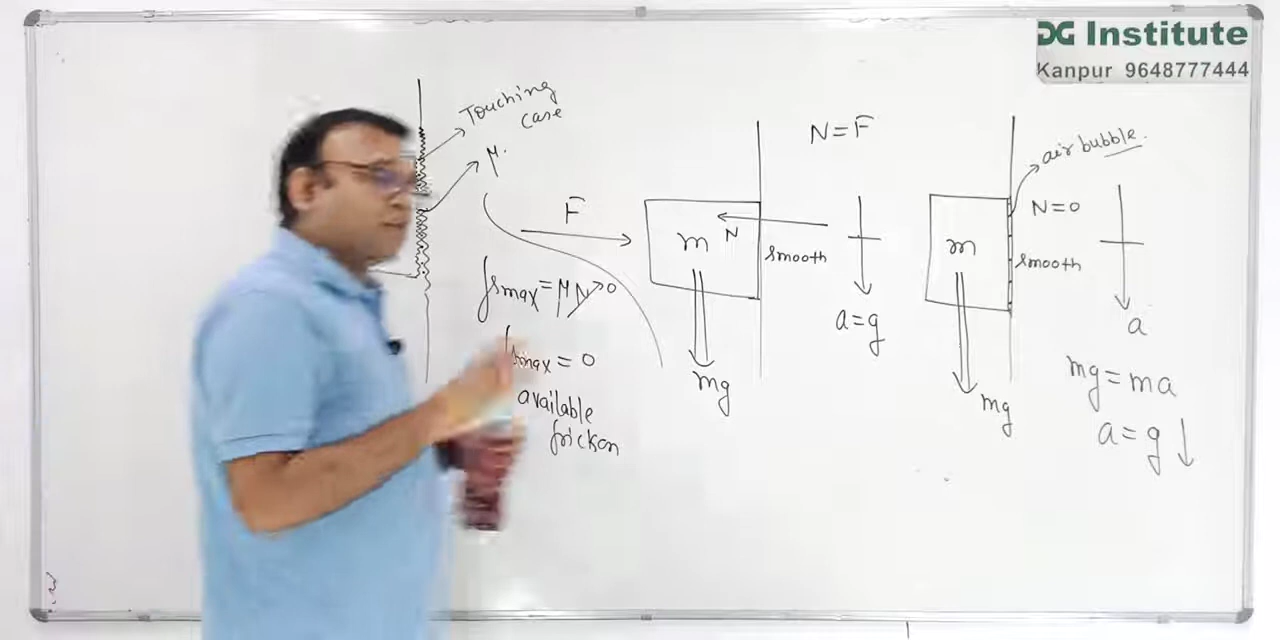 DG Institute
Kanpur 9648777444
Touching
case
μ.
F
fsmax = μN→0
fsmax = 0
available
friction
N=F
m
N
smooth
a=g
mg
air bubble.
N=0
m
smooth
a
mg
mg=ma
a=g↓